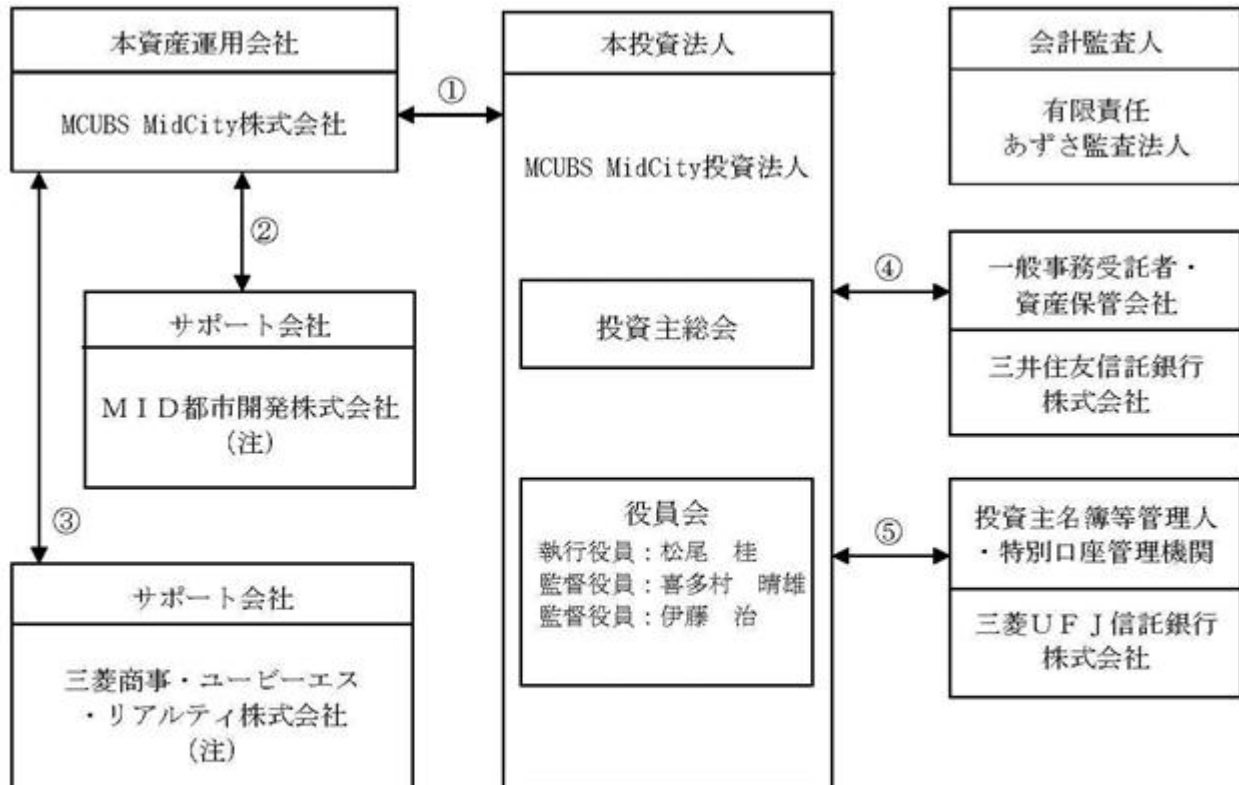 本資産運用会社
MCUBS MidCity株式会社
①
②
サポート会社
MID都市開発株式会社
(注)
③
サポート会社
三菱商事・ユービーエス
・リアルティ株式会社
(注)
本投資法人
MCUBS MidCity投資法人
投資主総会
役員会
執行役員：松尾　桂
監督役員：喜多村　晴雄
監督役員：伊藤　治
会計監査人
有限責任
あずさ監査法人
④
一般事務受託者・
資産保管会社
三井住友信託銀行
株式会社
⑤
投資主名簿等管理人
・特別口座管理機関
三菱UFJ信託銀行
株式会社